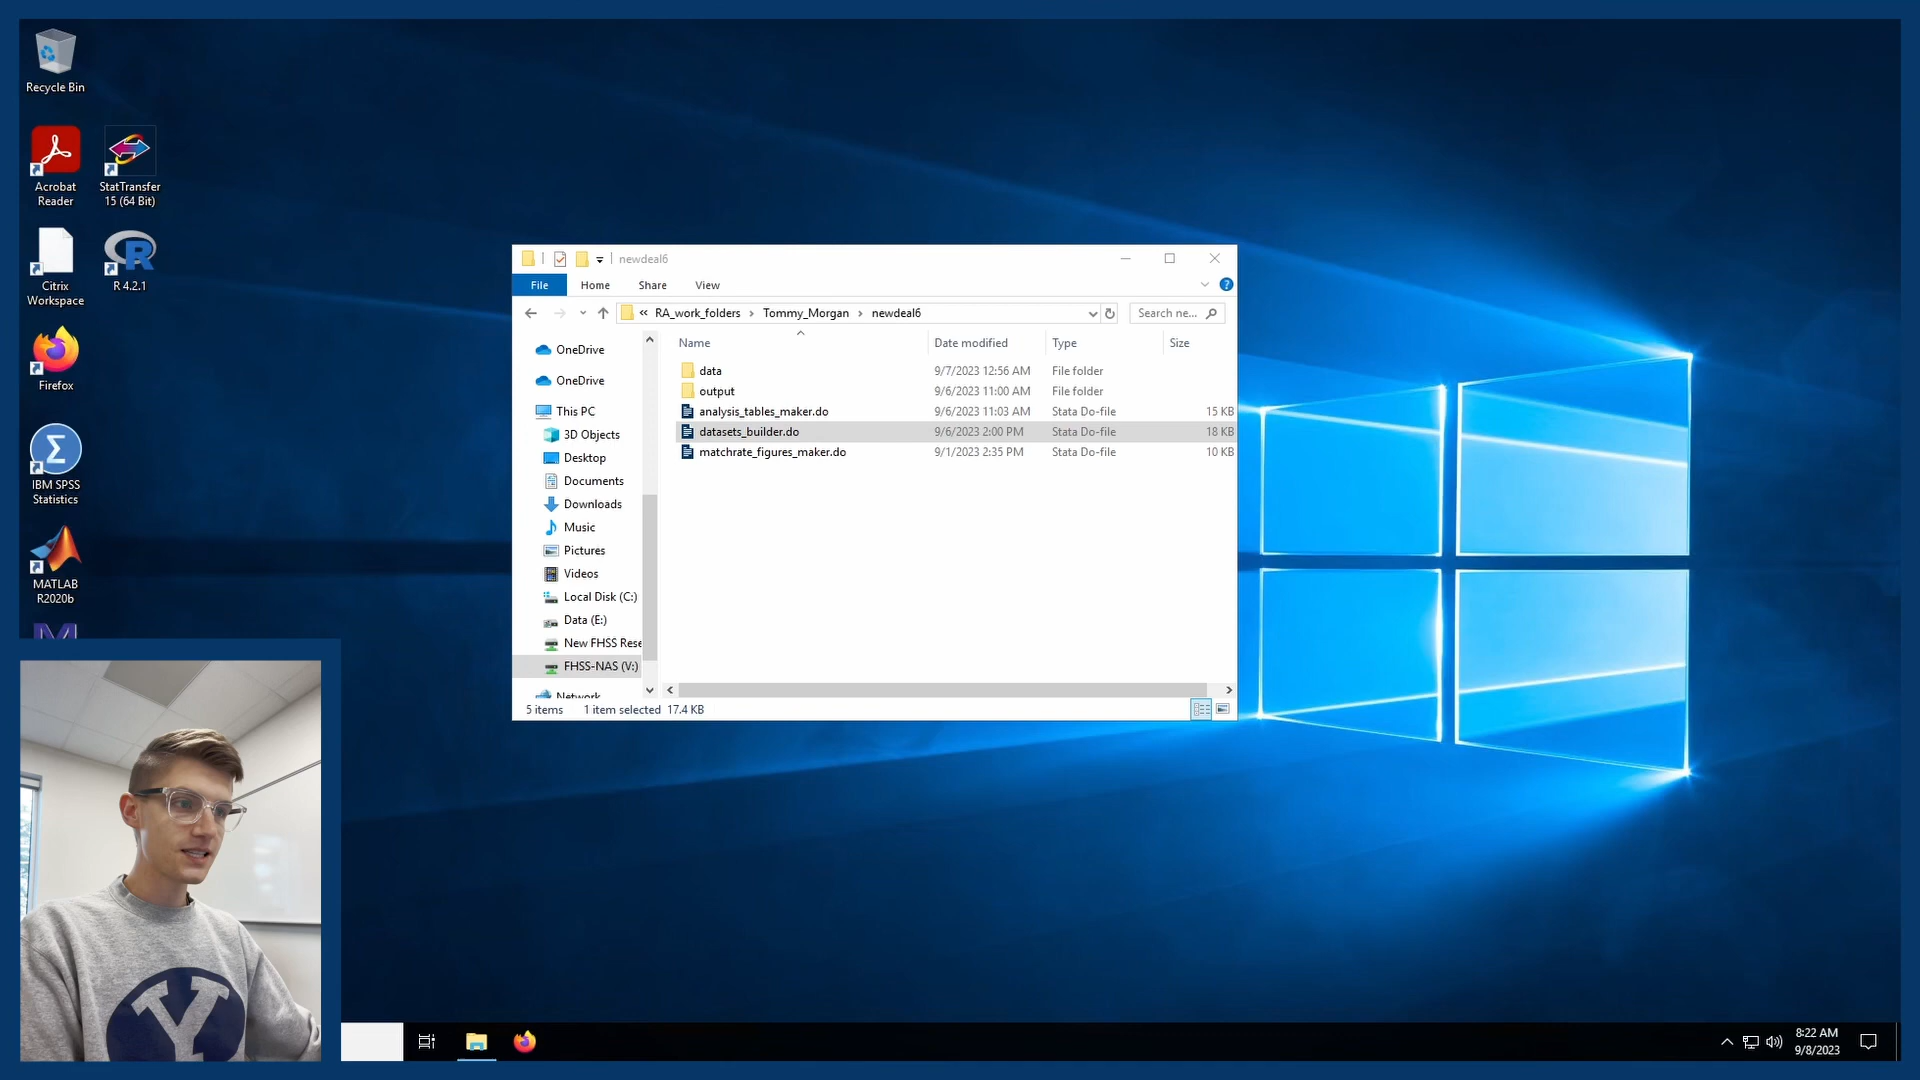 Recycle Bin
Acrobat
Reader
StatTransfer
15 (64 Bit)
Citrix
Workspace
R 4.2.1
Firefox
IBM SPSS
Statistics
MATLAB
R2020b
newdeal6
File
Home
Share
View
« RA_work_folders › Tommy_Morgan › newdeal6
Search ne...
OneDrive
OneDrive
This PC
3D Objects
Desktop
Documents
Downloads
Music
Pictures
Videos
Local Disk (C:)
Data (E:)
New FHSS Rese
FHSS-NAS (V:)
Network
Name Date modified Type Size
data 9/7/2023 12:56 AM File folder
output 9/6/2023 11:00 AM File folder
analysis_tables_maker.do 9/6/2023 11:03 AM Stata Do-file 15 KB
datasets_builder.do 9/6/2023 2:00 PM Stata Do-file 18 KB
matchrate_figures_maker.do 9/1/2023 2:35 PM Stata Do-file 10 KB
5 items 1 item selected 17.4 KB
Y
8:22 AM
9/8/2023